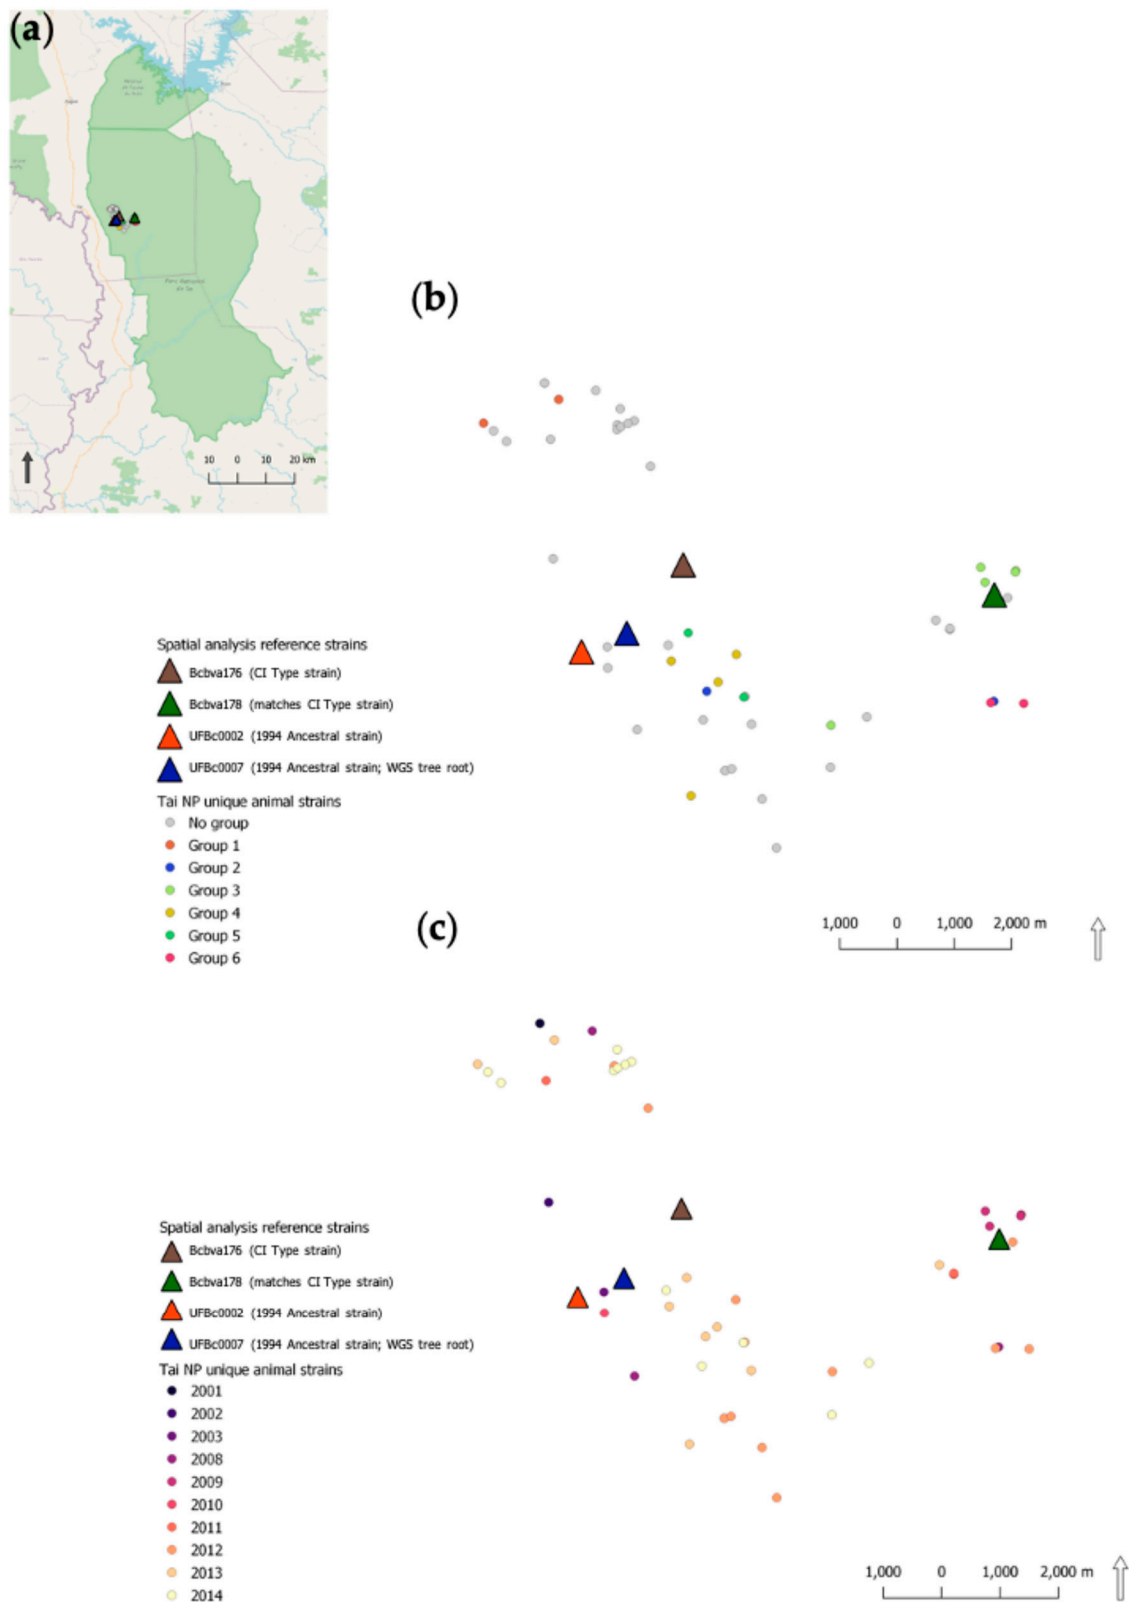 (a)
10 0 10 20 km
(b)
Spatial analysis reference strains
Bcbva176 (CI Type strain)
Bcbva178 (matches CI Type strain)
UFBc0002 (1994 Ancestral strain)
UFBc0007 (1994 Ancestral strain; WGS tree root)
Tai NP unique animal strains
No group
Group 1
Group 2
Group 3
Group 4
Group 5
Group 6
1,000 0 1,000 2,000 m
(c)
Spatial analysis reference strains
Bcbva176 (CI Type strain)
Bcbva178 (matches CI Type strain)
UFBc0002 (1994 Ancestral strain)
UFBc0007 (1994 Ancestral strain; WGS tree root)
Tai NP unique animal strains
2001
2002
2003
2008
2009
2010
2011
2012
2013
2014
1,000 0 1,000 2,000 m